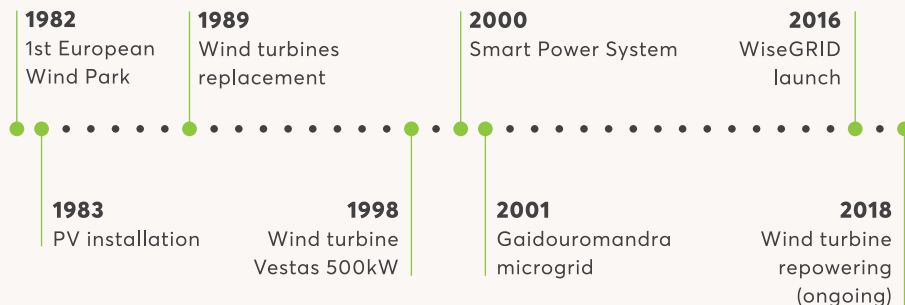 1982
1st European
Wind Park
1989
Wind turbines
replacement
2000
Smart Power System
2016
WiseGRID
launch
1983
PV installation
1998
Wind turbine
Vestas 500kW
2001
Gaidouromandra
microgrid
2018
Wind turbine
repowering
(ongoing)